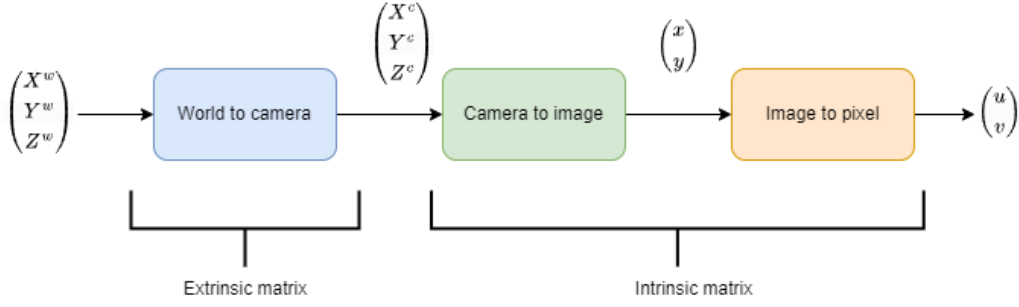 X^c
Y^c
Z^c
x
y
X^w
Y^w
Z^w
World to camera
Camera to image
Image to pixel
u
v
Extrinsic matrix
Intrinsic matrix